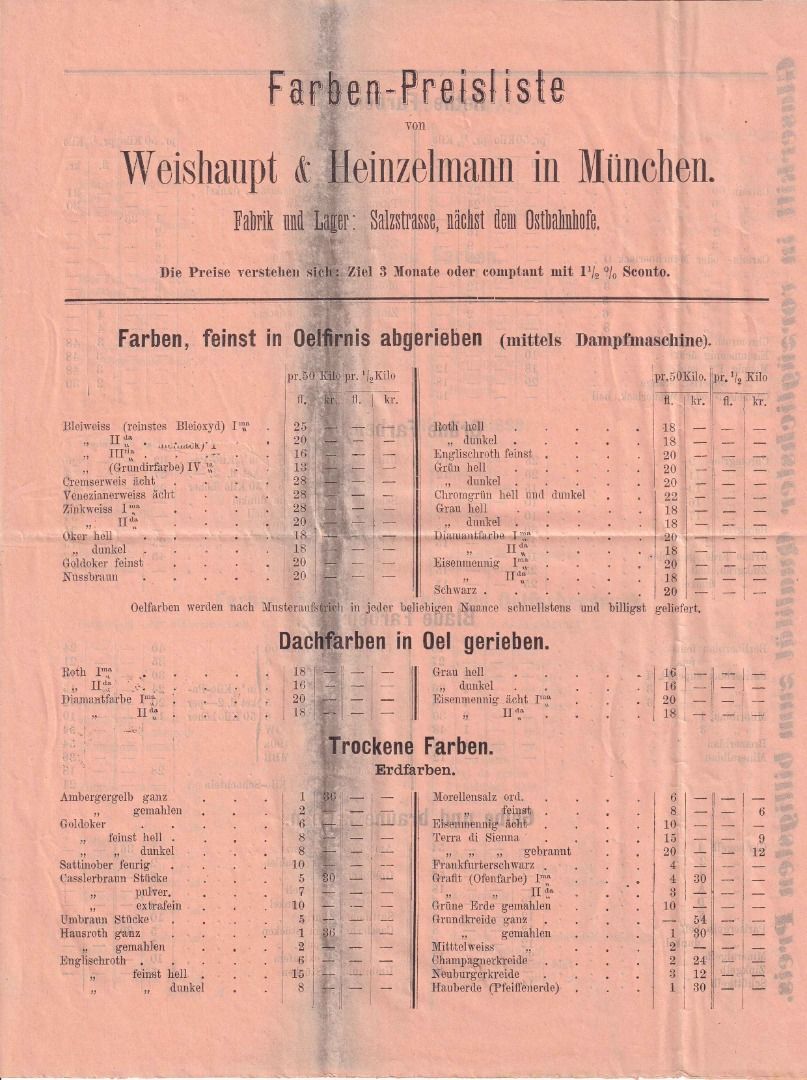 Farben-Preisliste
von
Weishaupt & Heinzelmann in München.
Fabrik und Lager: Salzstrasse, nächst dem Ostbahnhofe.
Die Preise verstehen sich: Ziel 3 Monate oder comptant mit 1½ % Sconto.
Farben, feinst in Oelfirnis abgerieben (mittels Dampfmaschine).
pr.50 Kilo pr. ½ Kilo
fl. kr. fl. kr.
Bleiweiss (reinstes Bleioxyd) Ima . 25 — — —
„ IIda . 20 — — —
„ IIIia . . 16 — — —
„ (Grundirfarbe) IV ta . . 13 — — —
Cremserweis ächt . . . . 28 — — —
Venezianerweiss ächt . . . . 28 — — —
Zinkweiss Ima . . . . 28 — — —
„ IIda . . . . 20 — — —
Oker hell . . . . . 18 — — —
„ dunkel . . . . . 18 — — —
Goldoker feinst . . . . 20 — — —
Nussbraun . . . . . 20 — — —
pr.50Kilo. pr. ½ Kilo
fl. kr. fl. kr.
Roth hell . . . . . 18 — — —
„ dunkel . . . . . 18 — — —
Englischroth feinst . . . . 20 — — —
Grün hell . . . . . 20 — — —
„ dunkel . . . . . 20 — — —
Chromgrün hell und dunkel . . . 22 — — —
Grau hell . . . . . 18 — — —
„ dunkel . . . . . 18 — — —
Diamantfarbe Ima . . . . 20 — — —
„ IIda . . . . 18 — — —
Eisenmennig Ima . . . . 20 — — —
„ IIda . . . . 18 — — —
Schwarz . . . . . . 20 — — —
Oelfarben werden nach Musteraufstrich in jeder beliebigen Nuance schnellstens und billigst geliefert.
Dachfarben in Oel gerieben.
Roth Ima . . . . . 18 — — —
„ IIda . . . . . 16 — — —
Diamantfarbe Ima . . . . 20 — — —
„ IIda . . . . 18 — — —
Grau hell . . . . . 16 — — —
„ dunkel . . . . . 16 — — —
Eisenmennig ächt Ima . . . 20 — — —
„ IIda . . . 18 — — —
Trockene Farben.
Erdfarben.
Ambergergelb ganz . . . 1 36 — —
„ gemahlen . . . 2 — — —
Goldoker . . . . . 6 — — —
„ feinst hell . . . . 8 — — —
„ „ dunkel . . . . 8 — — —
Sattinober feurig . . . . 10 — — —
Casslerbraun Stücke . . . 5 30 — —
„ pulver. . . . 7 — — —
„ extrafein . . . 10 — — —
Umbraun Stücke . . . . 5 — — —
Hausroth ganz . . . . 1 36 — —
„ gemahlen . . . . 2 — — —
Englischroth . . . . . 6 — — —
„ feinst hell . . . 15 — — —
„ „ dunkel . . 8 — — —
Morellensalz ord. . . . . 6 — — —
„ feinst . . . . 8 — — 6
Eisenmennig ächt . . . . 10 — — —
Terra di Sienna . . . . 15 — — 9
„ „ „ gebrannt . . . 20 — — 12
Frankfurterschwarz . . . . 4 — — —
Grafit (Ofenfarbe) Ima . . . 4 30 — —
„ „ IIda . . . 3 — — —
Grüne Erde gemahlen . . . 10 — — —
Grundkreide ganz . . . . — 54 — —
„ gemahlen . . . 1 30 — —
Mitttelweiss „ . . . 2 — — —
Champagnerkreide . . . . 2 24 — —
Neuburgerkreide . . . . 3 12 — —
Hauberde (Pfeiffenerde) . . . 1 30 — —